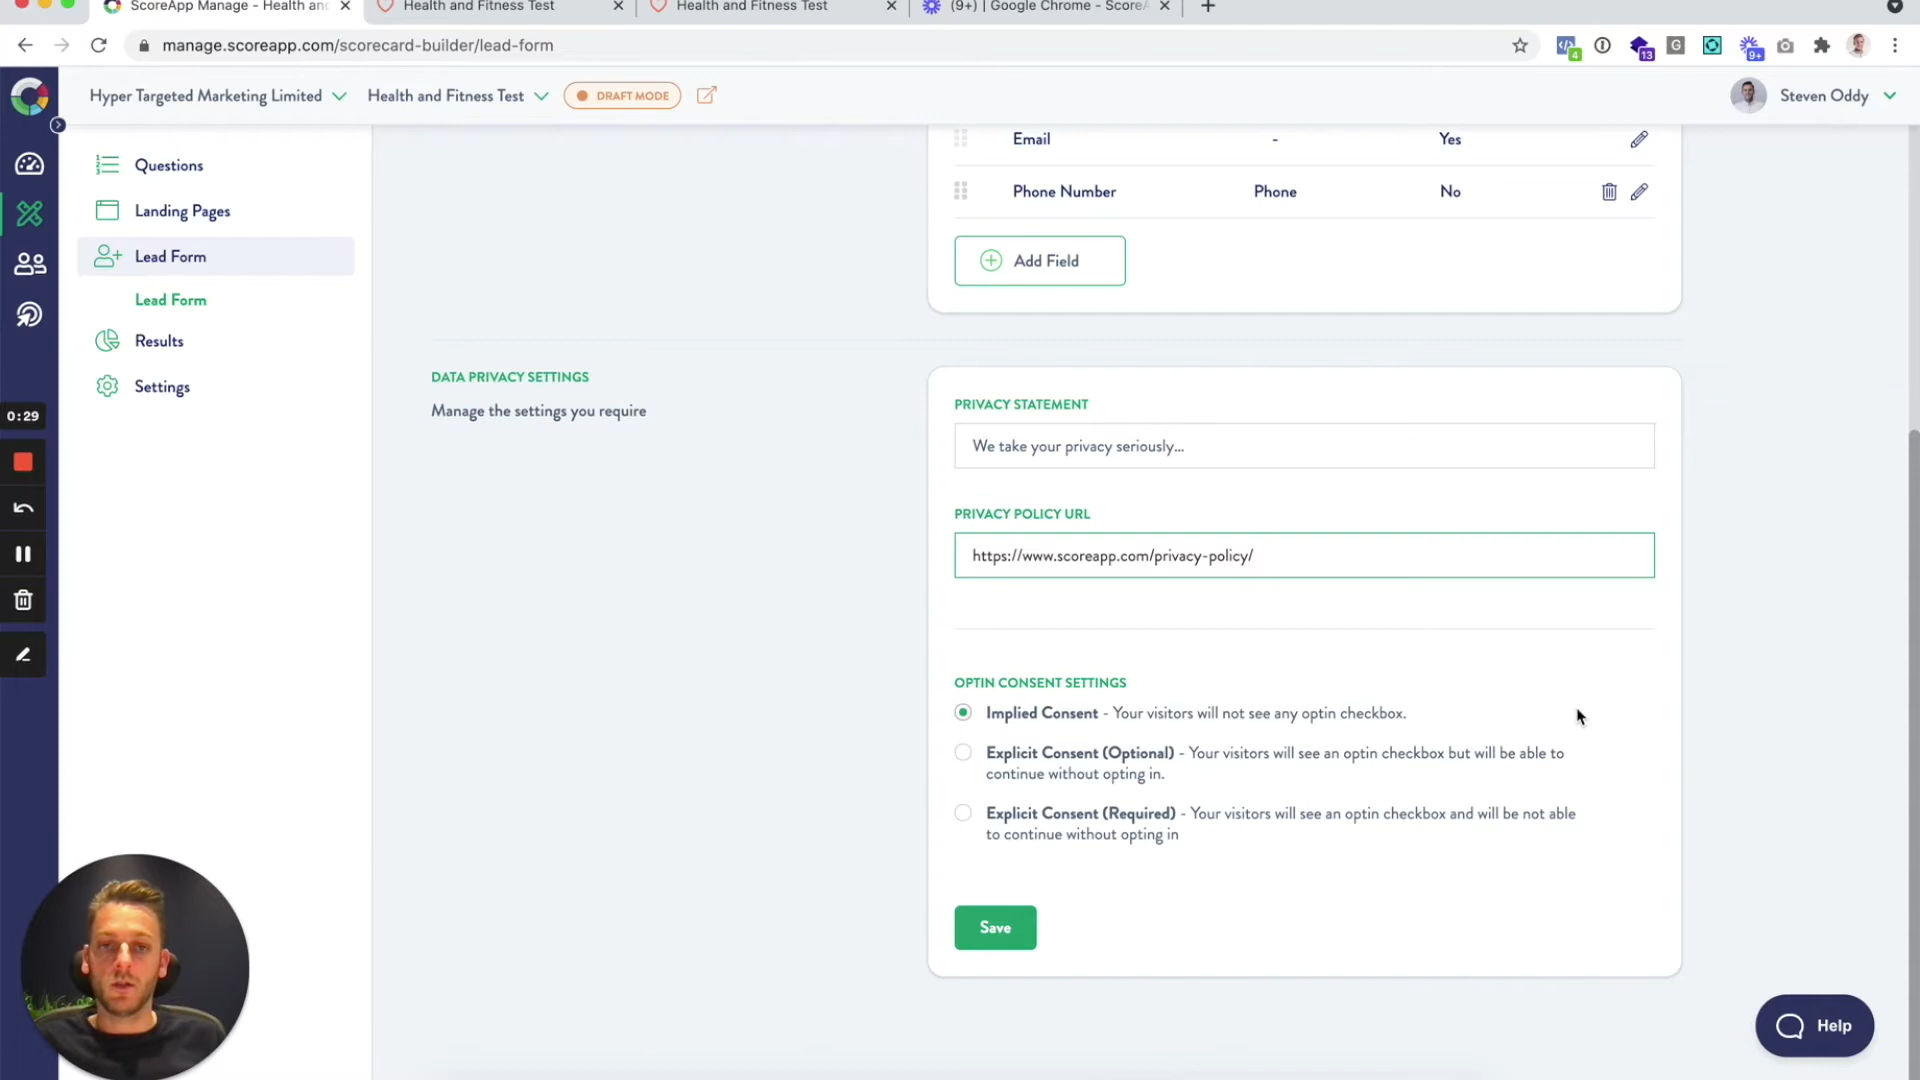 ScoreApp Manage - Health and
Health and Fitness Test
Health and Fitness Test
(9+) | Google Chrome - ScoreA
manage.scoreapp.com/scorecard-builder/lead-form
4
13
G
9+
Hyper Targeted Marketing Limited
Health and Fitness Test
DRAFT MODE
Steven Oddy
Questions
Landing Pages
Lead Form
Lead Form
Results
Settings
0:29
Email - Yes
Phone Number Phone No
Add Field
DATA PRIVACY SETTINGS
Manage the settings you require
PRIVACY STATEMENT
We take your privacy seriously...
PRIVACY POLICY URL
https://www.scoreapp.com/privacy-policy/
OPTIN CONSENT SETTINGS
Implied Consent - Your visitors will not see any optin checkbox.
Explicit Consent (Optional) - Your visitors will see an optin checkbox but will be able to
continue without opting in.
Explicit Consent (Required) - Your visitors will see an optin checkbox and will be not able
to continue without opting in
Save
Help